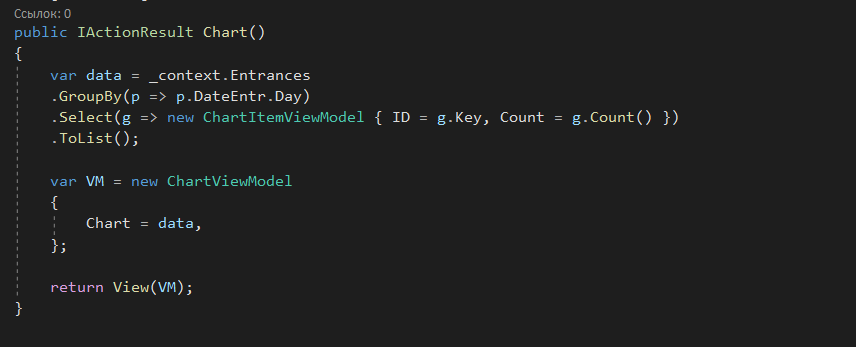 Ссылок: 0
public IActionResult Chart()
{
var data = _context.Entrances
.GroupBy(p => p.DateEntr.Day)
.Select(g => new ChartItemViewModel { ID = g.Key, Count = g.Count() })
.ToList();
var VM = new ChartViewModel
{
Chart = data,
};
return View(VM);
}